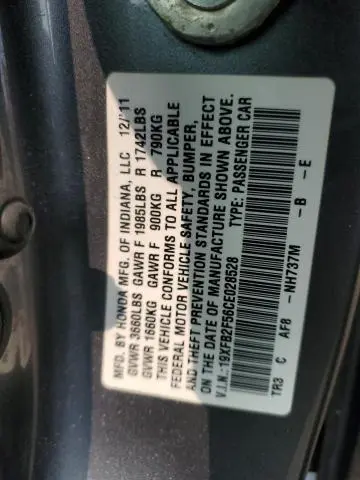 MFD. BY HONDA MFG. OF INDIANA, LLC 12/11
GVWR 3660LBS GAWR F 1985LBS R 1742LBS
GVWR 1660KG GAWR F 900KG R 790KG
THIS VEHICLE CONFORMS TO ALL APPLICABLE
FEDERAL MOTOR VEHICLE SAFETY, BUMPER,
AND THEFT PREVENTION STANDARDS IN EFFECT
ON THE DATE OF MANUFACTURE SHOWN ABOVE.
V.I.N.: 19XFB2F56CE028528 TYPE: PASSENGER CAR
TR3 C AF8 - NH737M - B - E